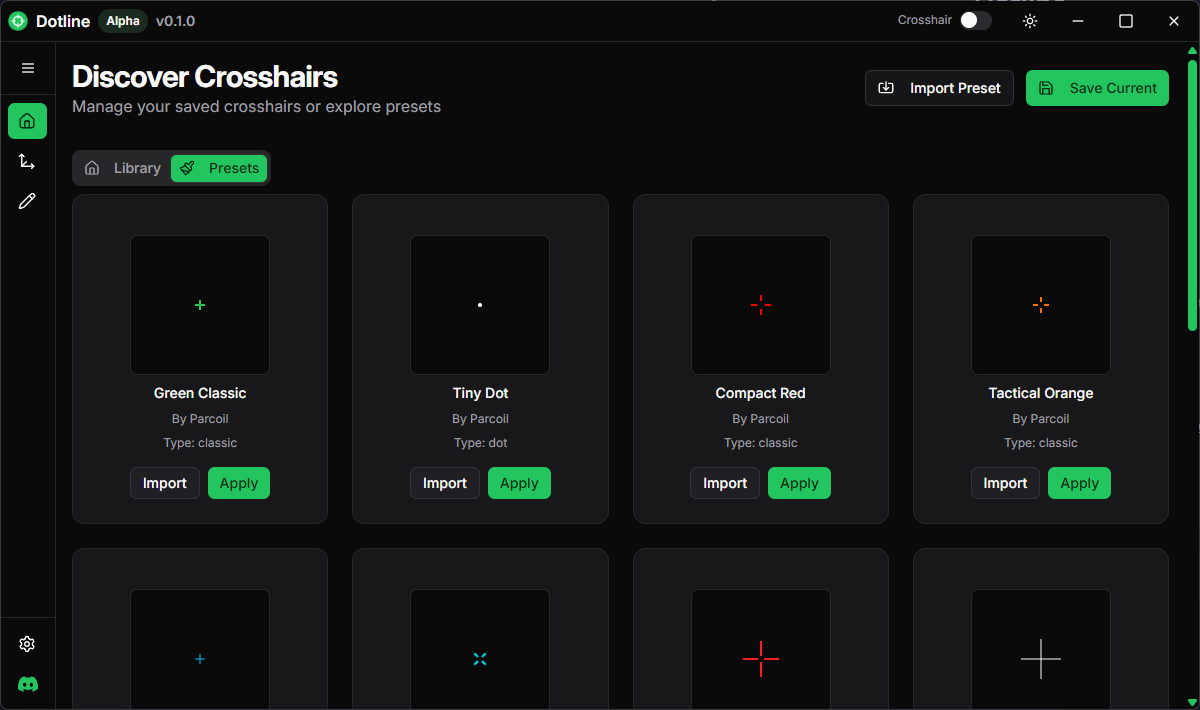 Dotline Alpha v0.1.0 Crosshair
Discover Crosshairs
Manage your saved crosshairs or explore presets
Import Preset Save Current
Library Presets
Green Classic Tiny Dot Compact Red Tactical Orange
By Parcoil By Parcoil By Parcoil By Parcoil
Type: classic Type: dot Type: classic Type: classic
Import Apply Import Apply Import Apply Import Apply